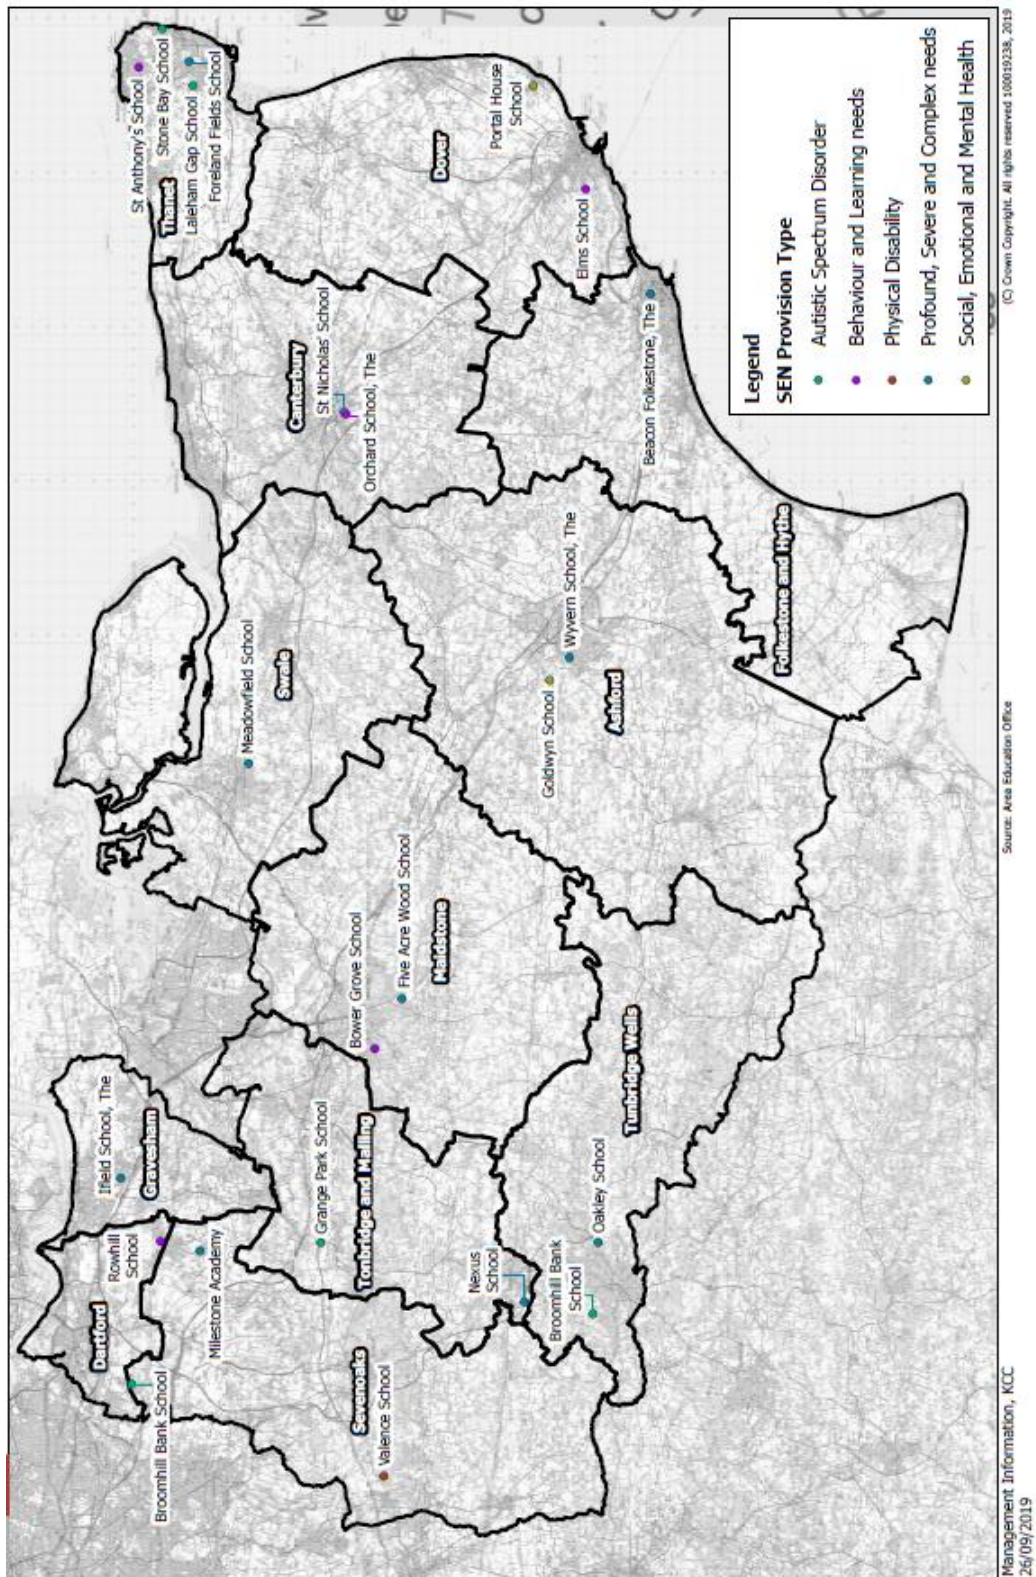 St Anthony's School
Stone Bay School
Thanet
Laleham Gap School
Foreland Fields School
Dover
Portal House
School
Elms School
Canterbury
St Nicholas' School
Orchard School, The
Beacon Folkestone, The
Folkestone and Hythe
Swale
Meadowfield School
Wyvern School, The
Goldwyn School
Ashford
Bower Grove School
Five Acre Wood School
Maidstone
Tunbridge Wells
Ifield School, The
Gravesham
Grange Park School
Tonbridge and Malling
Oakley School
Rowhill
School
Milestone Academy
Nexus
School
Broomhill Bank
School
Dartford
Broomhill Bank School
Sevenoaks
Valence School
Legend
SEN Provision Type
Autistic Spectrum Disorder
Behaviour and Learning needs
Physical Disability
Profound, Severe and Complex needs
Social, Emotional and Mental Health
Management Information, KCC
26/09/2019
Source: Area Education Office
(C) Crown Copyright. All rights reserved 100019238, 2019